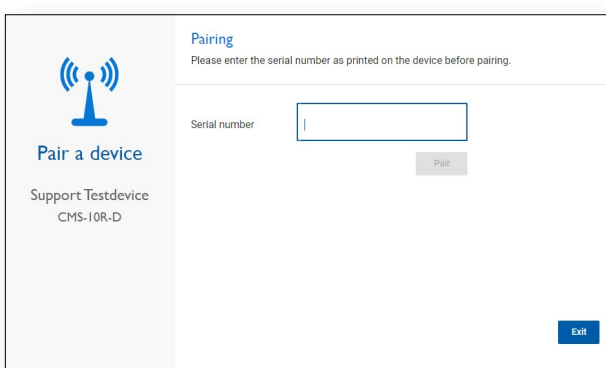 Pairing
Please enter the serial number as printed on the device before pairing.
Pair a device
Support Testdevice
CMS-10R-D
Serial number
Pair
Exit